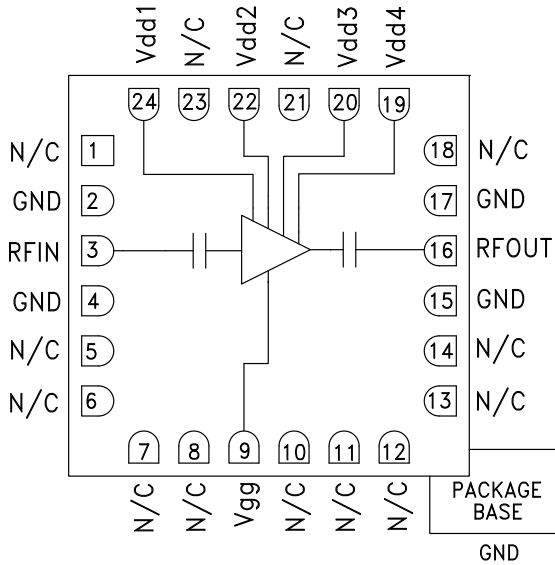 Vdd1
N/C
Vdd2
N/C
Vdd3
Vdd4
24
23
22
21
20
19
N/C 1
GND 2
RFIN 3
GND 4
N/C 5
N/C 6
18 N/C
17 GND
16 RFOUT
15 GND
14 N/C
13 N/C
7
8
9
10
11
12
N/C
N/C
Vgg
N/C
N/C
N/C
PACKAGE
BASE
GND